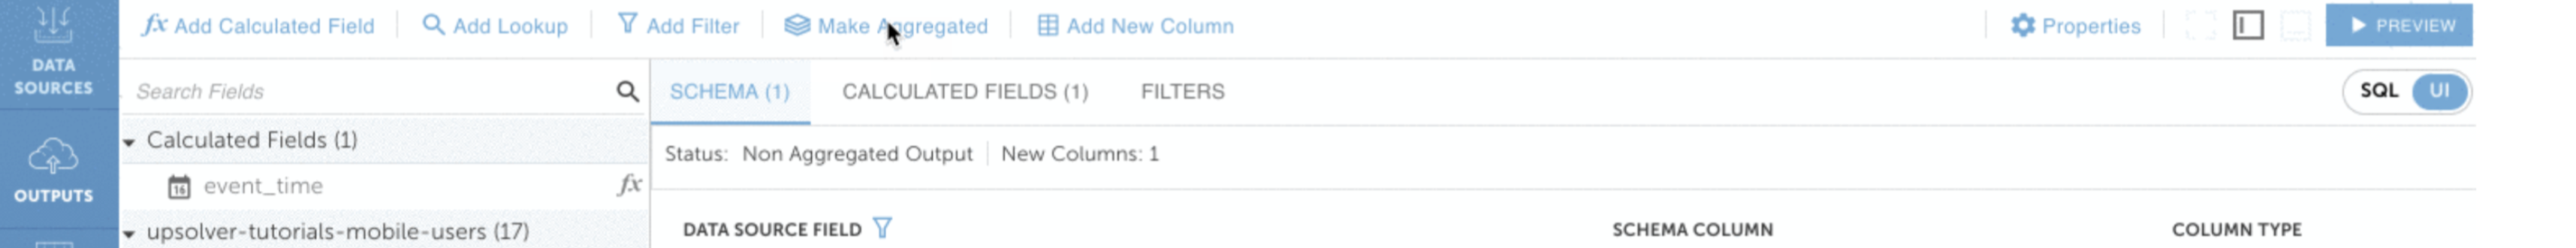 Add Calculated Field
Add Lookup
Add Filter
Make Aggregated
Add New Column
Properties
PREVIEW
DATA
SOURCES
OUTPUTS
Search Fields
Calculated Fields (1)
16
event_time
fx
upsolver-tutorials-mobile-users (17)
SCHEMA (1)
CALCULATED FIELDS (1)
FILTERS
SQL
UI
Status: Non Aggregated Output
New Columns: 1
DATA SOURCE FIELD
SCHEMA COLUMN
COLUMN TYPE